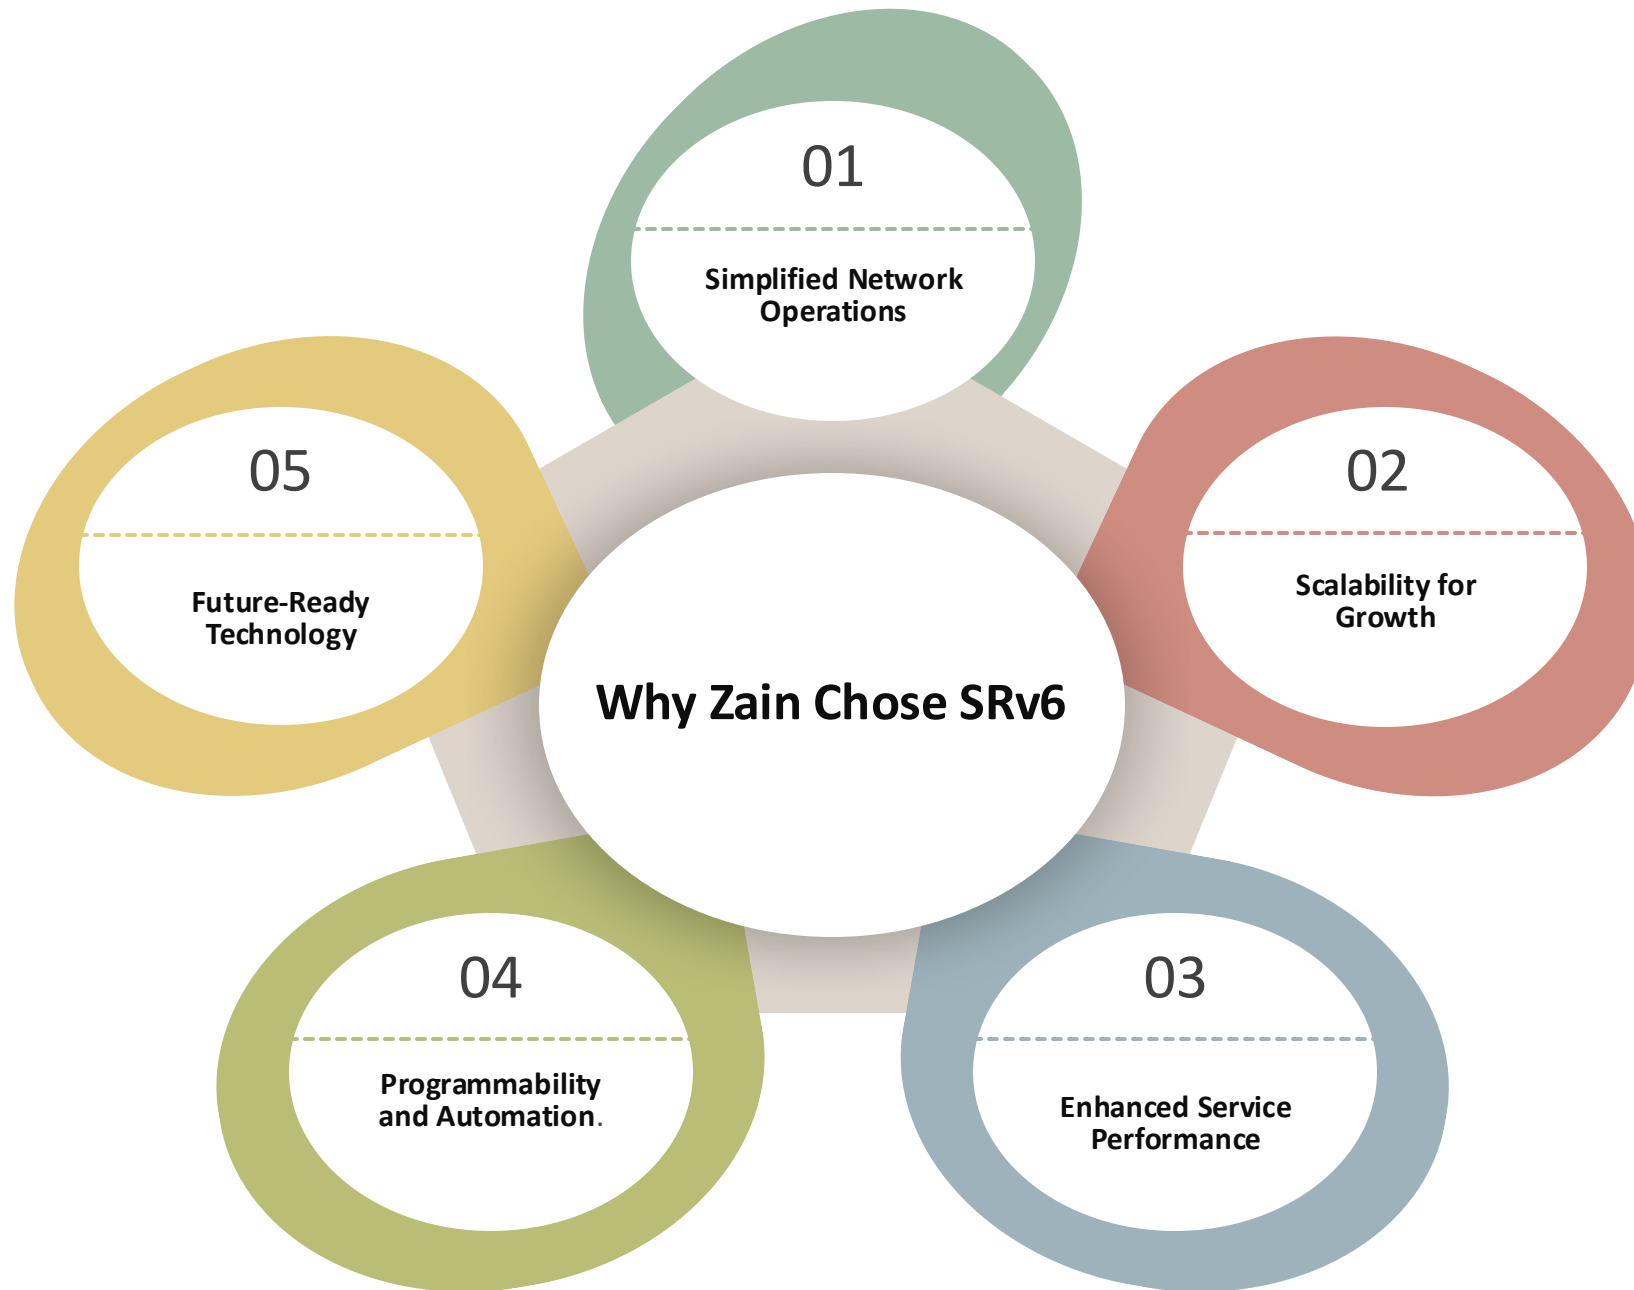 Why Zain Chose SRv6
01
Simplified Network
Operations
02
Scalability for
Growth
03
Enhanced Service
Performance
04
Programmability
and Automation.
05
Future-Ready
Technology